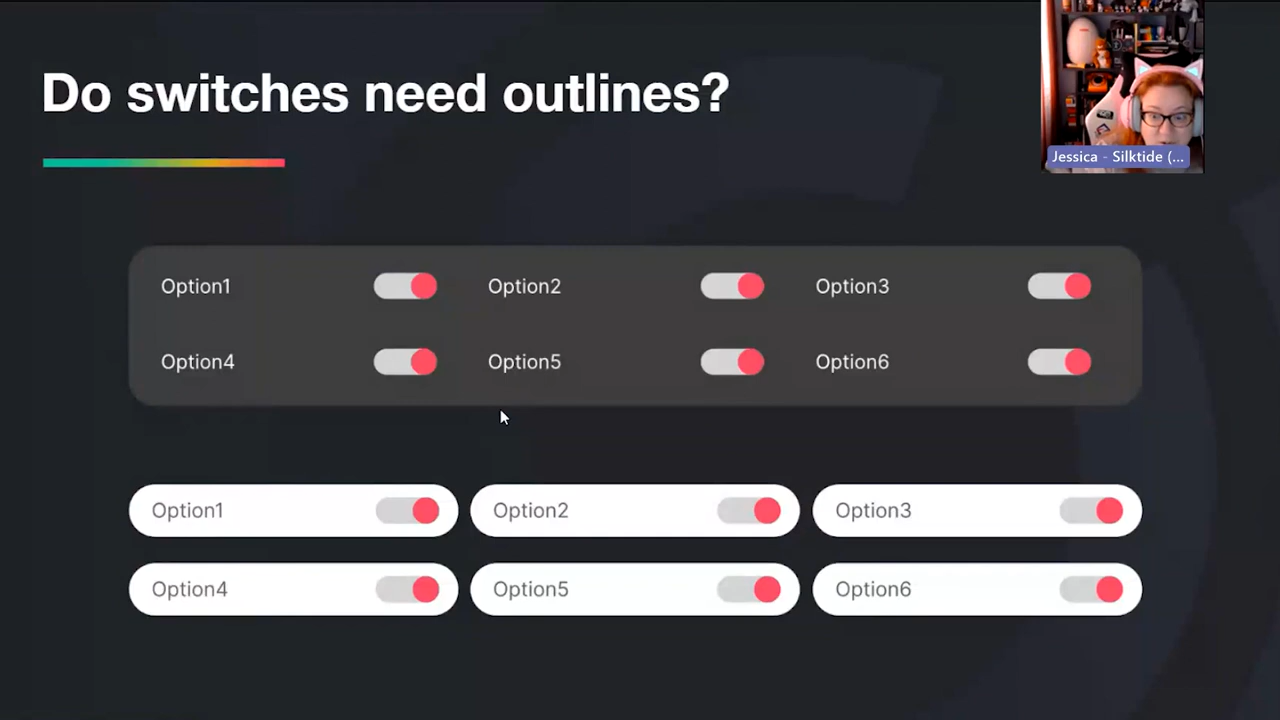 Do switches need outlines?
Jessica - Silktide (...
Option1 Option2 Option3
Option4 Option5 Option6
Option1 Option2 Option3
Option4 Option5 Option6